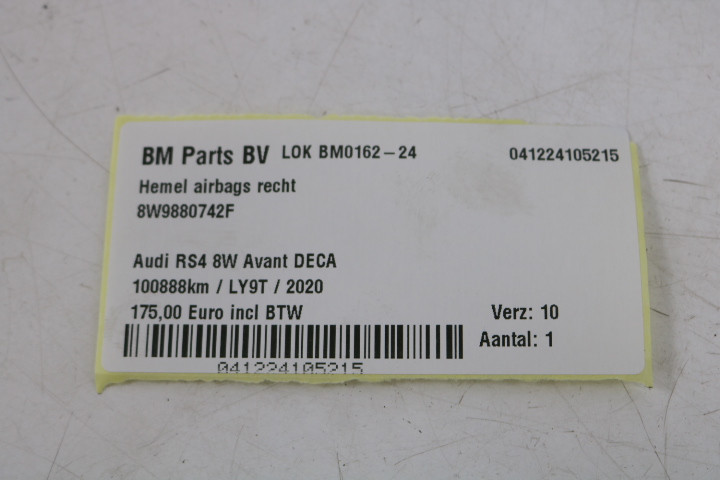 BM Parts BV LOK BM0162-24 041224105215
Hemel airbags recht
8W9880742F
Audi RS4 8W Avant DECA
100888km / LY9T / 2020
175,00 Euro incl BTW Verz: 10
Aantal: 1
041224105215